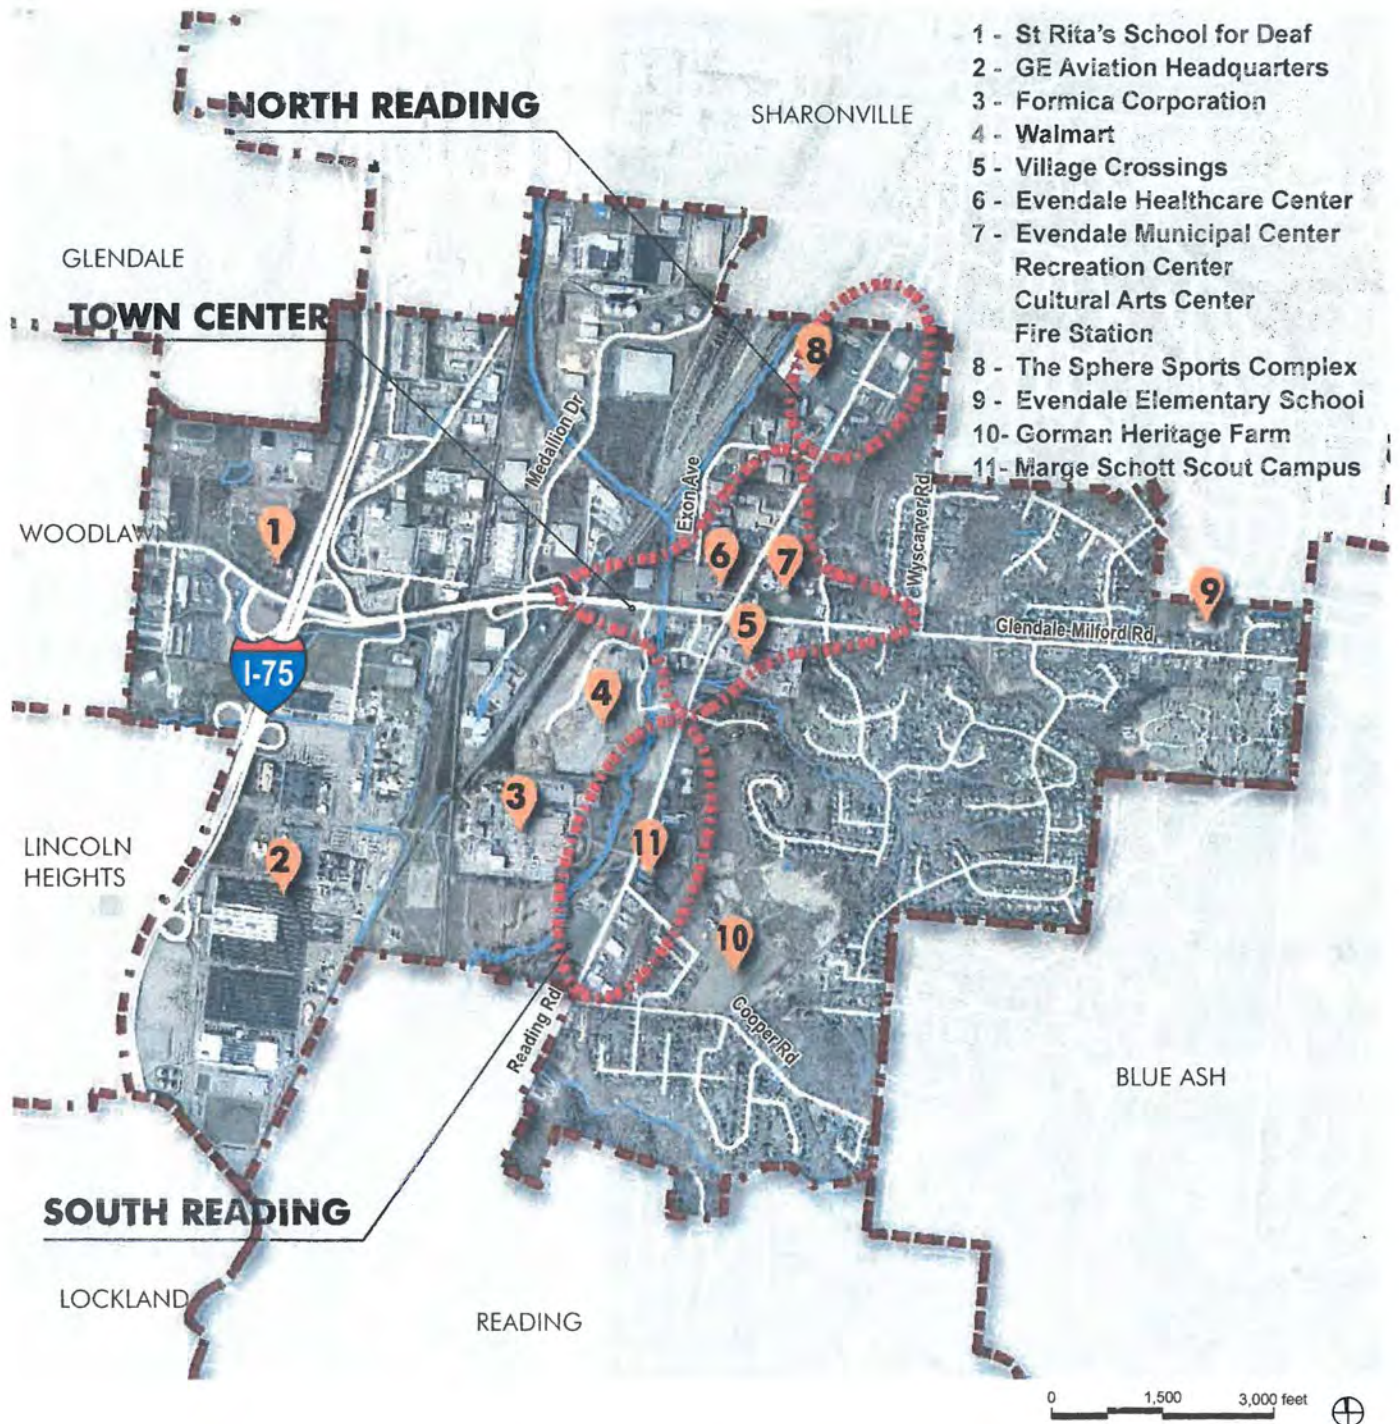 1 - St Rita's School for Deaf
2 - GE Aviation Headquarters
3 - Formica Corporation
4 - Walmart
5 - Village Crossings
6 - Evendale Healthcare Center
7 - Evendale Municipal Center
Recreation Center
Cultural Arts Center
Fire Station
8 - The Sphere Sports Complex
9 - Evendale Elementary School
10- Gorman Heritage Farm
11- Marge Schott Scout Campus
NORTH READING
SHARONVILLE
GLENDALE
TOWN CENTER
8
Medallion Dr
Exon Ave
Wyscarver Rd
WOODLAWN
1
6
7
9
5
Glendale-Milford Rd
I-75
4
3
11
LINCOLN
HEIGHTS
2
10
Reading Rd
Cooper Rd
BLUE ASH
SOUTH READING
LOCKLAND
READING
0 1,500 3,000 feet